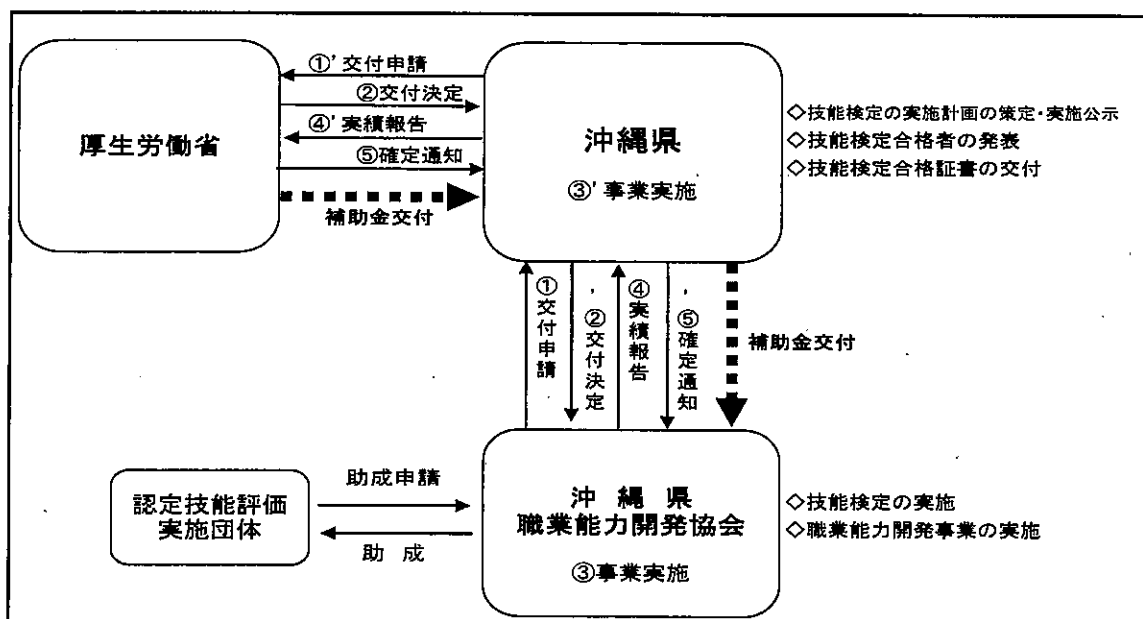 ①’交付申請
②交付決定
④’実績報告
⑤確定通知
補助金交付
厚生労働省
沖縄県
③’事業実施
◇技能検定の実施計画の策定・実施公示
◇技能検定合格者の発表
◇技能検定合格証書の交付
①交付申請
②交付決定
④実績報告
⑤確定通知
補助金交付
認定技能評価
実施団体
助成申請
助 成
沖 縄 県
職業能力開発協会
③事業実施
◇技能検定の実施
◇職業能力開発事業の実施